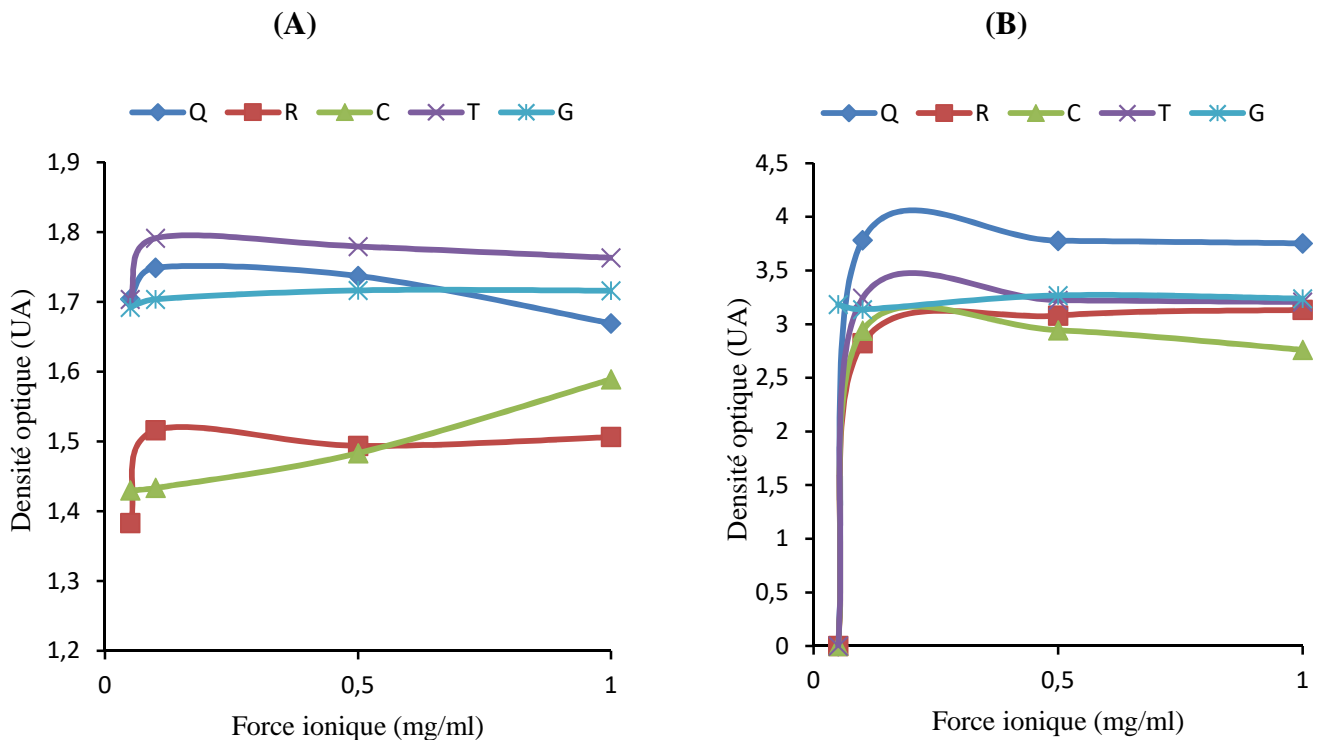 (A)
Q R C T G
Densité optique (UA)
1,9
1,8
1,7
1,6
1,5
1,4
1,3
1,2
0 0,5 1
Force ionique (mg/ml)
(B)
Q R C T G
Densité optique (UA)
4,5
4
3,5
3
2,5
2
1,5
1
0,5
0
0 0,5 1
Force ionique (mg/ml)